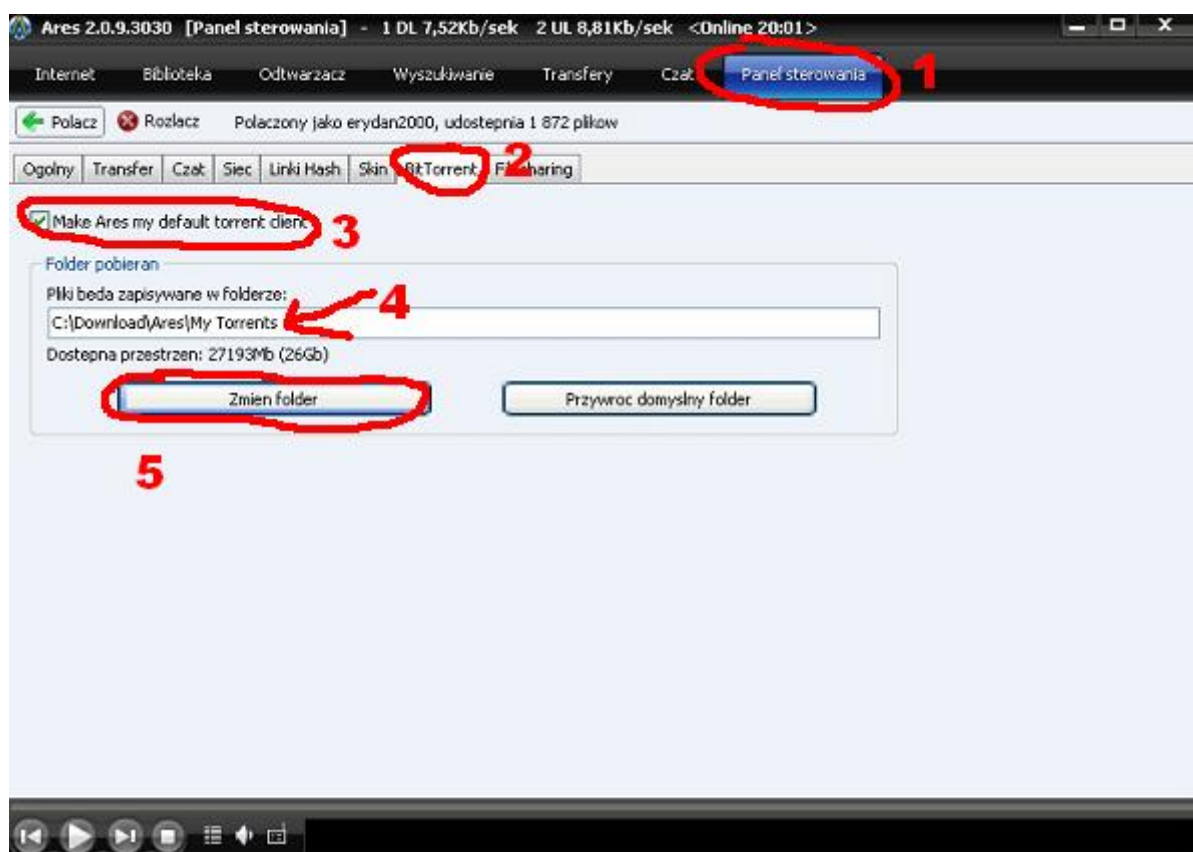 Ares 2.0.9.3030 [Panel sterowania] - 1 DL 7,52Kb/sek 2 UL 8,81Kb/sek <Online 20:01>
Internet Biblioteka Odtwarzacz Wyszukiwanie Transfery Czat Panel sterowania 1
Polacz Rozlacz Polaczony jako erydan2000, udostepnia 1 872 plikow
2
Ogolny Transfer Czat Siec Linki Hash Skin BitTorrent
Make Ares my default torrent client
3
Folder pobieran
Pliki beda zapisywane w folderze:
4
C:\Download\Ares\My Torrents
Dostepna przestrzen: 27193Mb (26Gb)
Zmien folder Przywroc domyslny folder
5